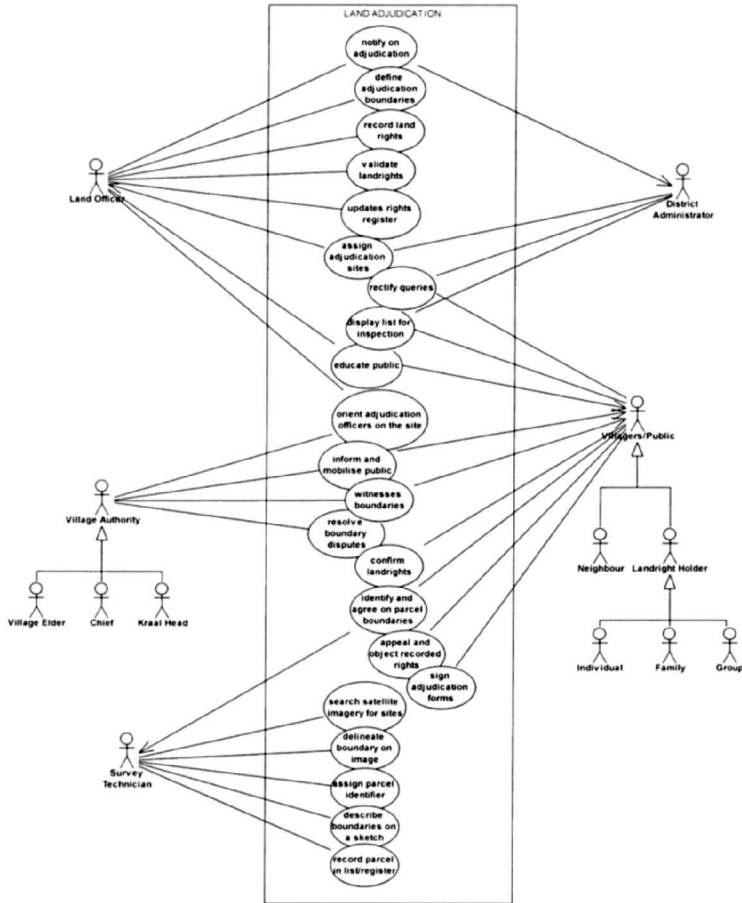 LAND ADJUDICATION
notify on
adjudication
define
adjudication
boundaries
record land
rights
validate
landrights
updates rights
register
assign
adjudication
sites
rectify queries
display list for
inspection
educate public
orient adjudication
officers on the site
inform and
mobilise public
witnesses
boundaries
resolve
boundary
disputes
confirm
landrights
identify and
agree on parcel
boundaries
appeal and
object recorded
rights
sign
adjudication
forms
search satellite
imagery for sites
delineate
boundary on
image
assign parcel
identifier
describe
boundaries on
a sketch
record parcel
in list/register
Land Officer
District
Administrator
Villagers/Public
Village Authority
Neighbour
Landright Holder
Village Elder
Chief
Kraal Head
Individual
Family
Group
Survey
Technician